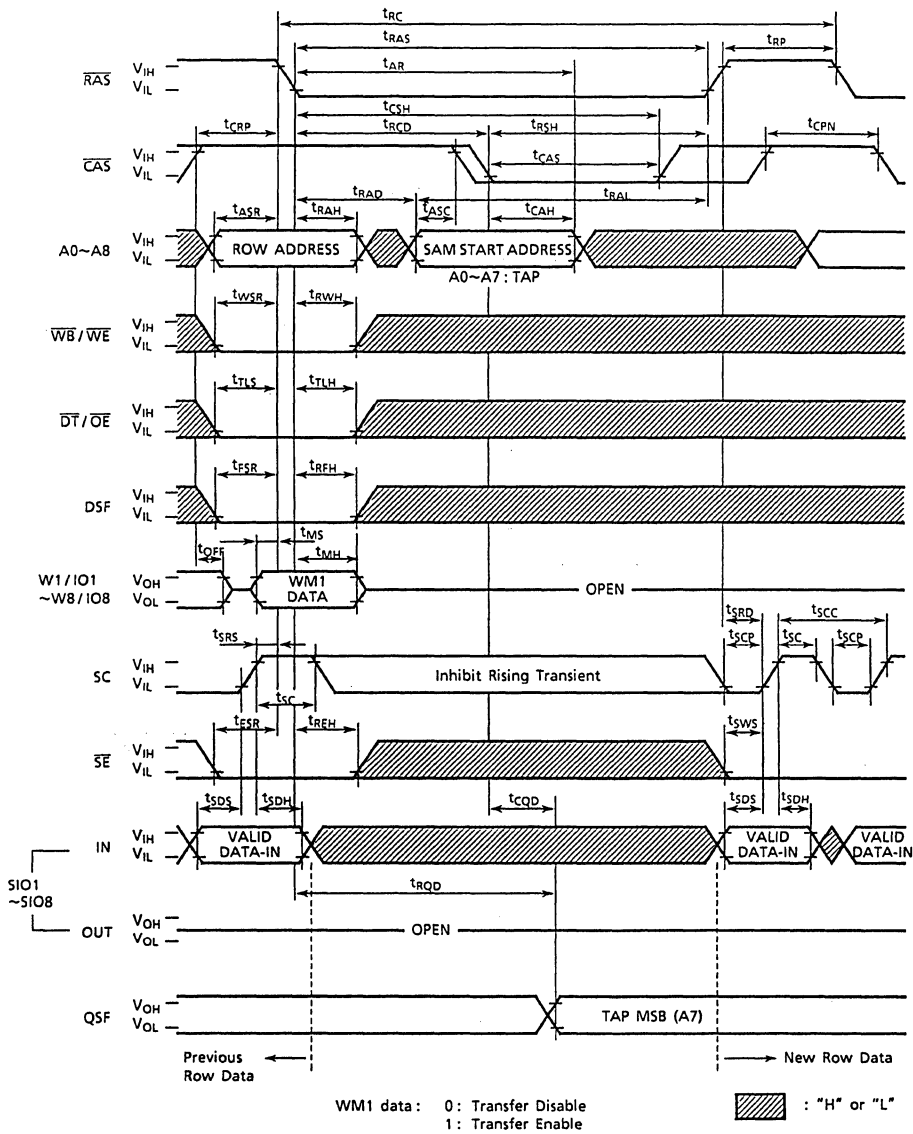 tRC
tRAS tRP
RAS VIH
VIL
tAR
tCSH
tCRP tRCD tRSH tCPN
CAS VIH
VIL
tCAS
tRAD tRAL
tASR tRAH tASC tCAH
A0~A8 VIH
VIL
ROW ADDRESS SAM START ADDRESS
A0~A7 : TAP
tWSR tRWH
WB/WE VIH
VIL
tTLS tTLH
DT/OE VIH
VIL
tFSR tRFH
DSF VIH
VIL
tMS
tOFF tMH
W1/IO1
~W8/IO8
VOH
VOL
WM1
DATA
OPEN
tSRD tSCC
tSRS tSCP tSC tSCP
SC VIH
VIL
Inhibit Rising Transient
tSC
tESR tREH tSWS
SE VIH
VIL
tSDS tSDH tCQD tSDS tSDH
IN VIH
VIL
VALID
DATA-IN
VALID
DATA-IN
VALID
DATA-IN
SIO1
~SIO8
tRQD
OUT VOH
VOL
OPEN
QSF VOH
VOL
TAP MSB (A7)
Previous
Row Data
New Row Data
WM1 data : 0 : Transfer Disable
1 : Transfer Enable
: "H" or "L"